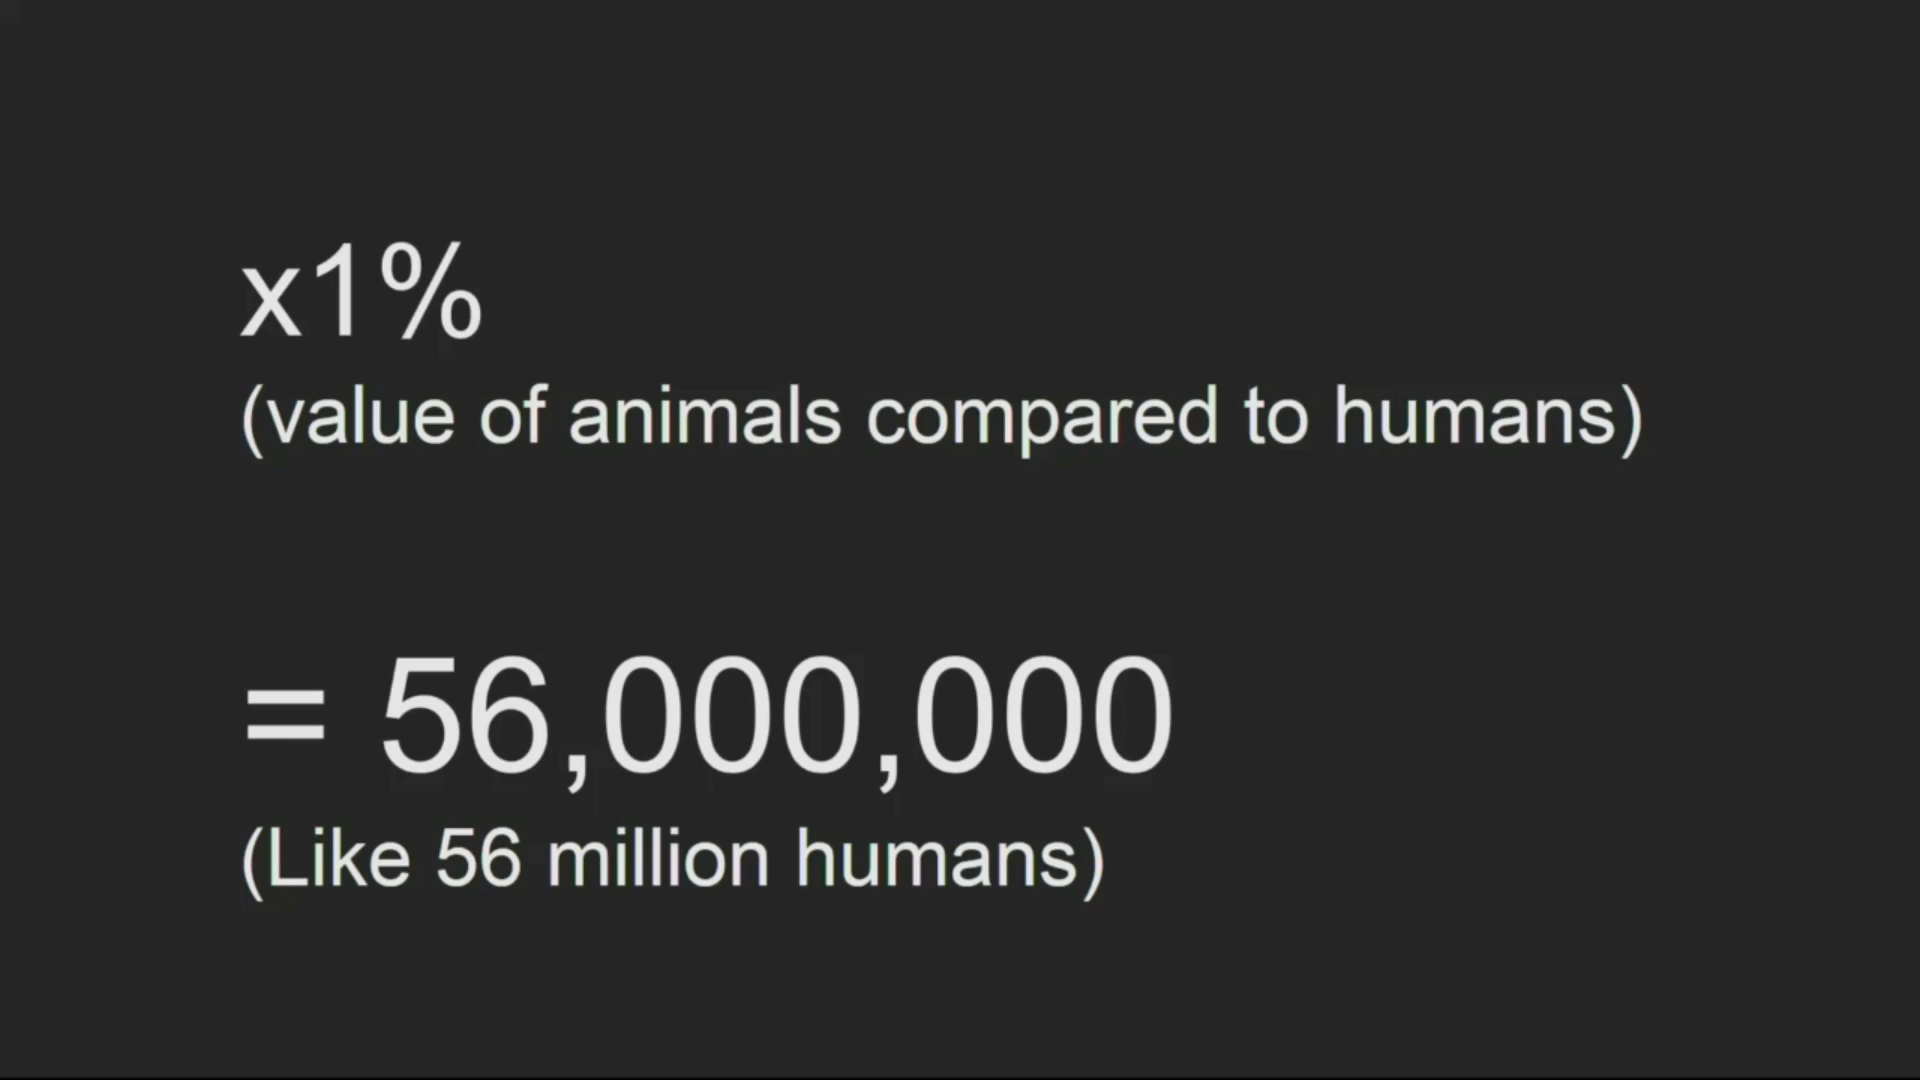 x1%
(value of animals compared to humans)
= 56,000,000
(Like 56 million humans)